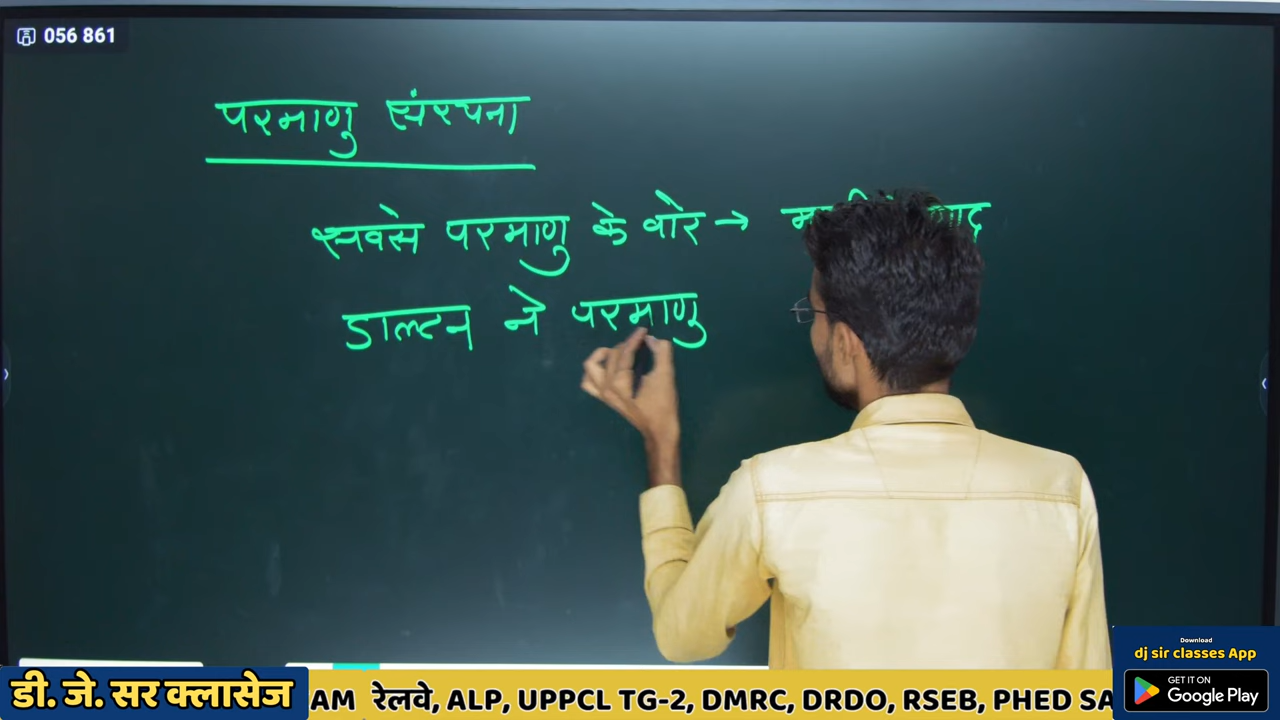 056 861
परमाणु संरचना
सबसे परमाणु के बारे →
डाल्टन ने परमाणु
Download
dj sir classes App
GET IT ON
Google Play
डी. जे. सर क्लासेज
AM रेलवे, ALP, UPPCL TG-2, DMRC, DRDO, RSEB, PHED SA